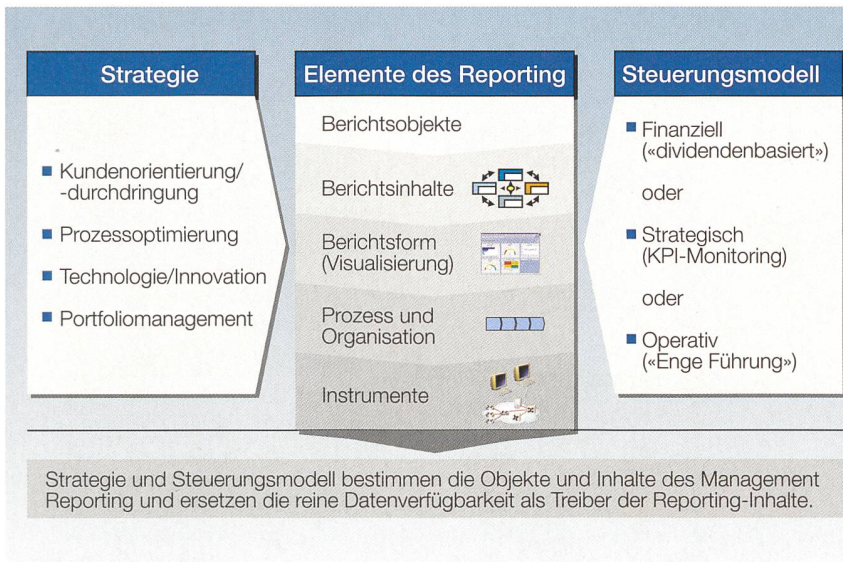 Strategie
Kundenorientierung/
-durchdringung
Prozessoptimierung
Technologie/Innovation
Portfoliomanagement
Elemente des Reporting
Berichtsobjekte
Berichtsinhalte
Berichtsform
(Visualisierung)
Prozess und
Organisation
Instrumente
Steuerungsmodell
Finanziell
(«dividendenbasiert»)
oder
Strategisch
(KPI-Monitoring)
oder
Operativ
(«Enge Führung»)
Strategie und Steuerungsmodell bestimmen die Objekte und Inhalte des Management
Reporting und ersetzen die reine Datenverfügbarkeit als Treiber der Reporting-Inhalte.